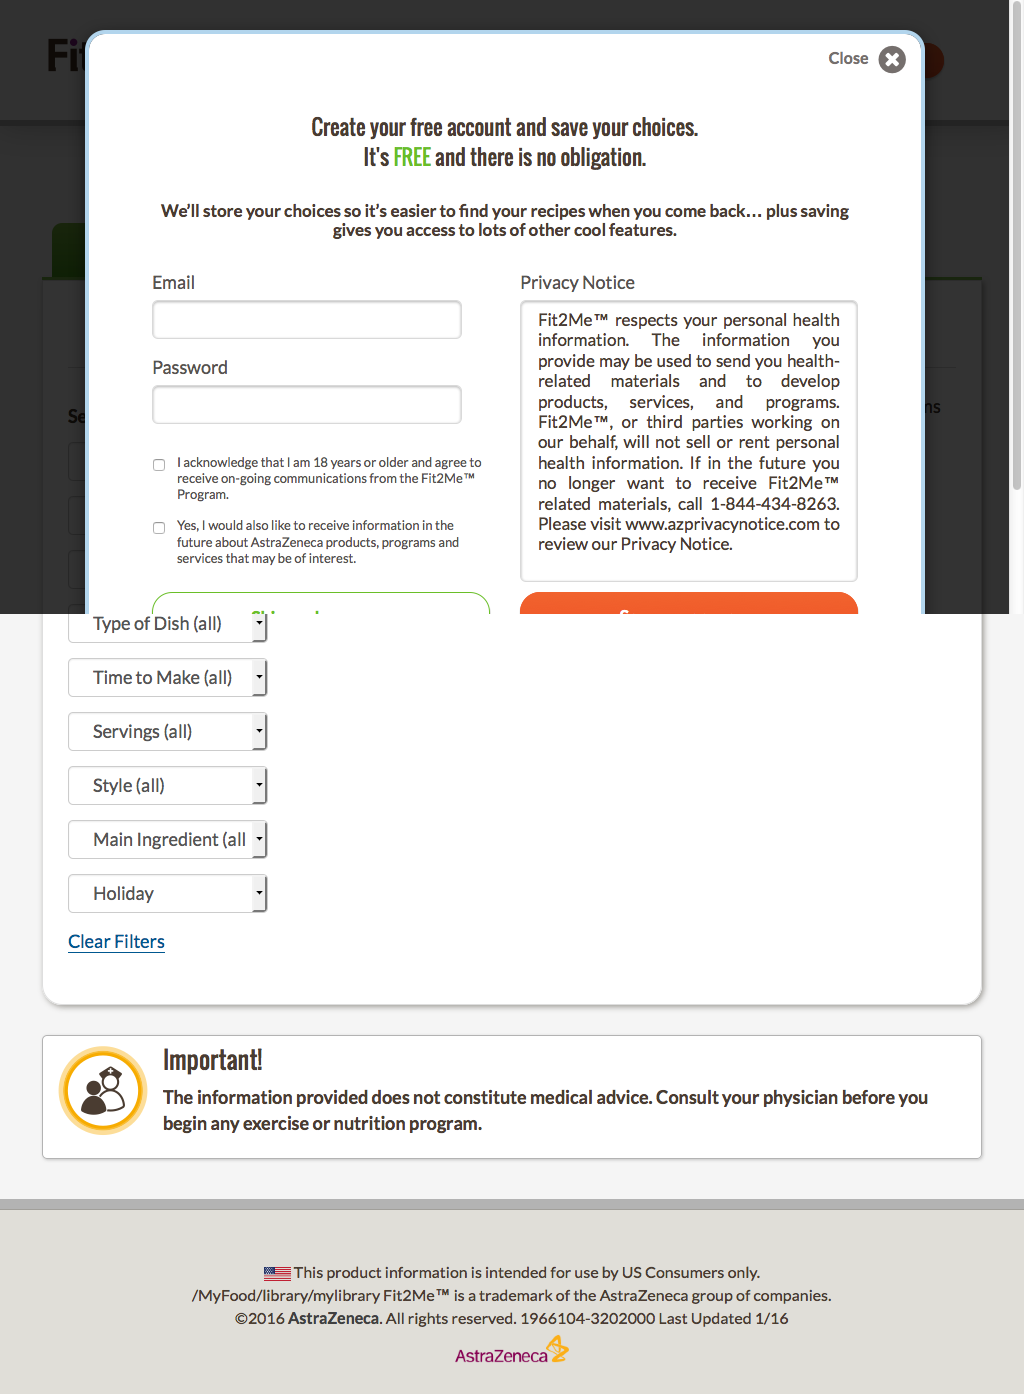 Fit
Close
Create your free account and save your choices.
It's FREE and there is no obligation.
We'll store your choices so it's easier to find your recipes when you come back... plus saving
gives you access to lots of other cool features.
Email
Password
I acknowledge that I am 18 years or older and agree to
receive on-going communications from the Fit2Me™
Program.
Yes, I would also like to receive information in the
future about AstraZeneca products, programs and
services that may be of interest.
Privacy Notice
Fit2Me™ respects your personal health
information. The information you
provide may be used to send you health-
related materials and to develop
products, services, and programs.
Fit2Me™, or third parties working on
our behalf, will not sell or rent personal
health information. If in the future you
no longer want to receive Fit2Me™
related materials, call 1-844-434-8263.
Please visit www.azprivacynotice.com to
review our Privacy Notice.
Type of Dish (all)
Time to Make (all)
Servings (all)
Style (all)
Main Ingredient (all
Holiday
Clear Filters
Important!
The information provided does not constitute medical advice. Consult your physician before you
begin any exercise or nutrition program.
This product information is intended for use by US Consumers only.
/MyFood/library/mylibrary Fit2Me™ is a trademark of the AstraZeneca group of companies.
©2016 AstraZeneca. All rights reserved. 1966104-3202000 Last Updated 1/16
AstraZeneca